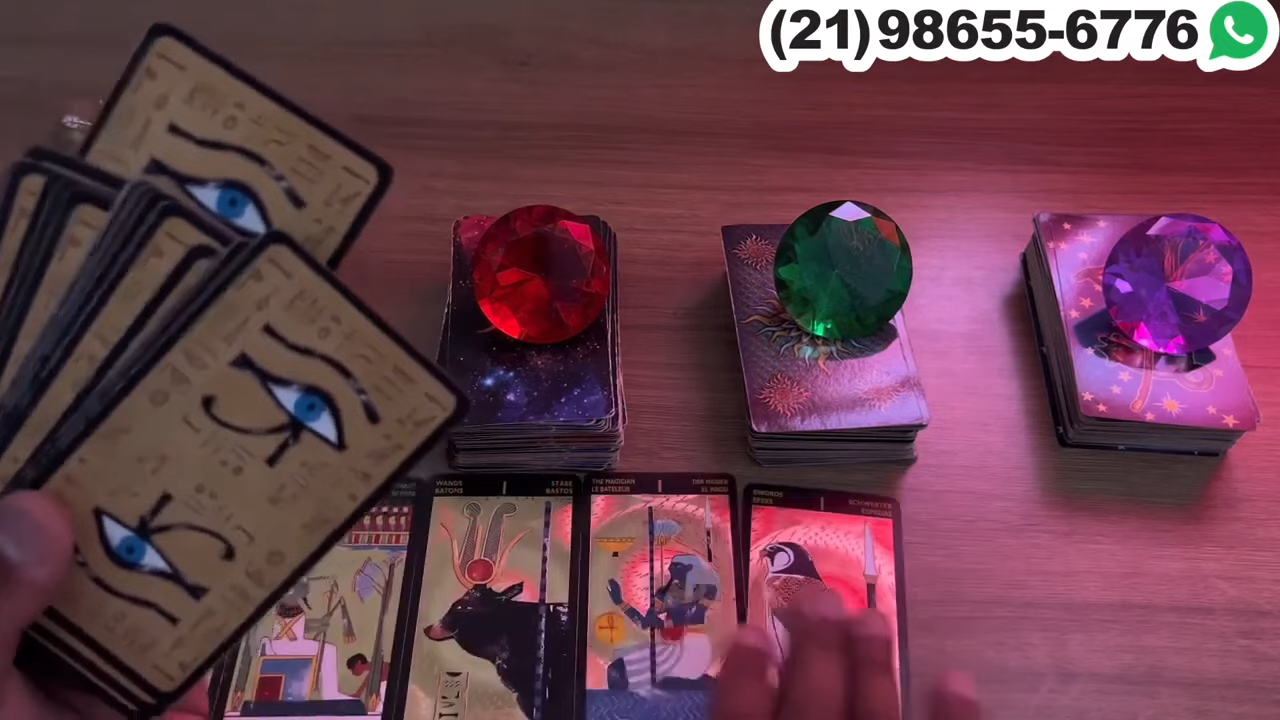 (21)98655-6776
WANDS
BATONS
STÄBE
BASTOS
THE MAGICIAN
LE BATELEUR
I
DER MAGIER
EL MAGO
SWORDS
EPEES
I
SCHWERTER
ESPADAS